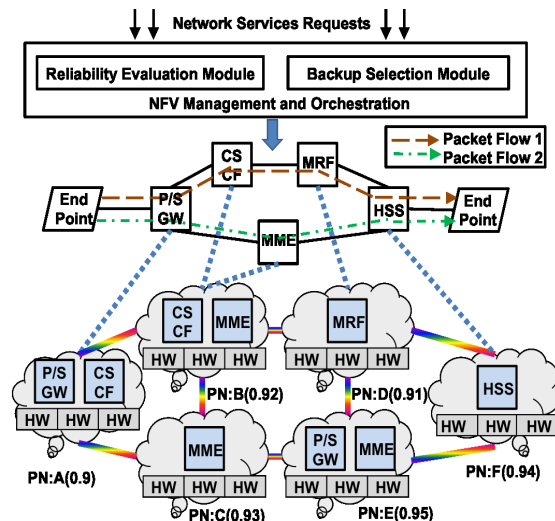 Network Services Requests
Reliability Evaluation Module
Backup Selection Module
NFV Management and Orchestration
Packet Flow 1
Packet Flow 2
CS
CF
MRF
End
Point
P/S
GW
HSS
End
Point
MME
CS
CF
MME
MRF
HW HW HW
HW HW HW
P/S
GW
CS
CF
HSS
PN:B(0.92)
PN:D(0.91)
HW HW HW
HW HW HW
PN:A(0.9)
MME
P/S
GW
MME
PN:F(0.94)
HW HW HW
HW HW HW
PN:C(0.93)
PN:E(0.95)